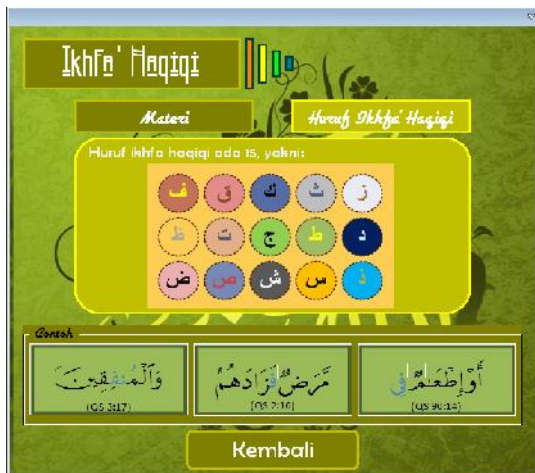 Ikhfa' Haqiqi
Materi
Huruf Ikhfa' Haqiqi
Huruf ikhfa haqiqi ada 15, yakni:
ف ق ك ث ز
ظ ت ج ط د
ض ص ش س ذ
Contoh
وَالْمُنفِقِينَ
(QS 3:17)
مَّرَضٌ فَزَادَهُمُ
(QS 2:10)
أَوْ إِطْعَامٌ فِي
(QS 90:14)
Kembali